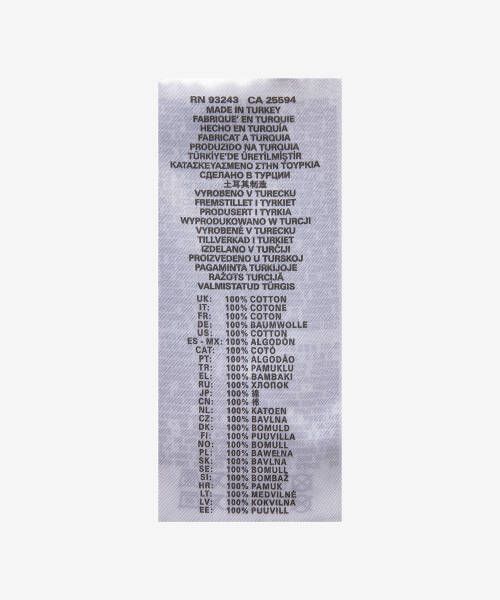 RN 93243 CA 25594
MADE IN TURKEY
FABRIQUE' EN TURQUIE
HECHO EN TURQUÍA
FABRICAT A TURQUIA
PRODUZIDO NA TURQUIA
TÜRKİYE'DE ÜRETİLMİŞTİR
ΚΑΤΑΣΚΕΥΑΣΜΕΝΟ ΣΤΗΝ ΤΟΥΡΚΙΑ
СДЕЛАНО В ТУРЦИИ
土耳其制造
VYROBENO V TURECKU
FREMSTILLET I TYRKIET
PRODUSERT I TYRKIA
WYPRODUKOWANO W TURCJI
VYROBENÉ V TURECKU
TILLVERKAD I TURKIET
IZDELANO V TURČIJI
PROIZVEDENO U TURSKOJ
PAGAMINTA TURKIJOJE
RAŽOTS TURCIJĀ
VALMISTATUD TÜRGIS
UK: 100% COTTON
IT: 100% COTONE
FR: 100% COTON
DE: 100% BAUMWOLLE
US: 100% COTTON
ES - MX: 100% ALGODÓN
CAT: 100% COTÓ
PT: 100% ALGODÃO
TR: 100% PAMUKLU
EL: 100% BAMBAKI
RU: 100% ХЛОПОК
JP: 100% 綿
CN: 100% 棉
NL: 100% KATOEN
CZ: 100% BAVLNA
DK: 100% BOMULD
FI: 100% PUUVILLA
NO: 100% BOMULL
PL: 100% BAWEŁNA
SK: 100% BAVLNA
SE: 100% BOMULL
SI: 100% BOMBAŽ
HR: 100% PAMUK
LT: 100% MEDVILNĖ
LV: 100% KOKVILNA
EE: 100% PUUVILL